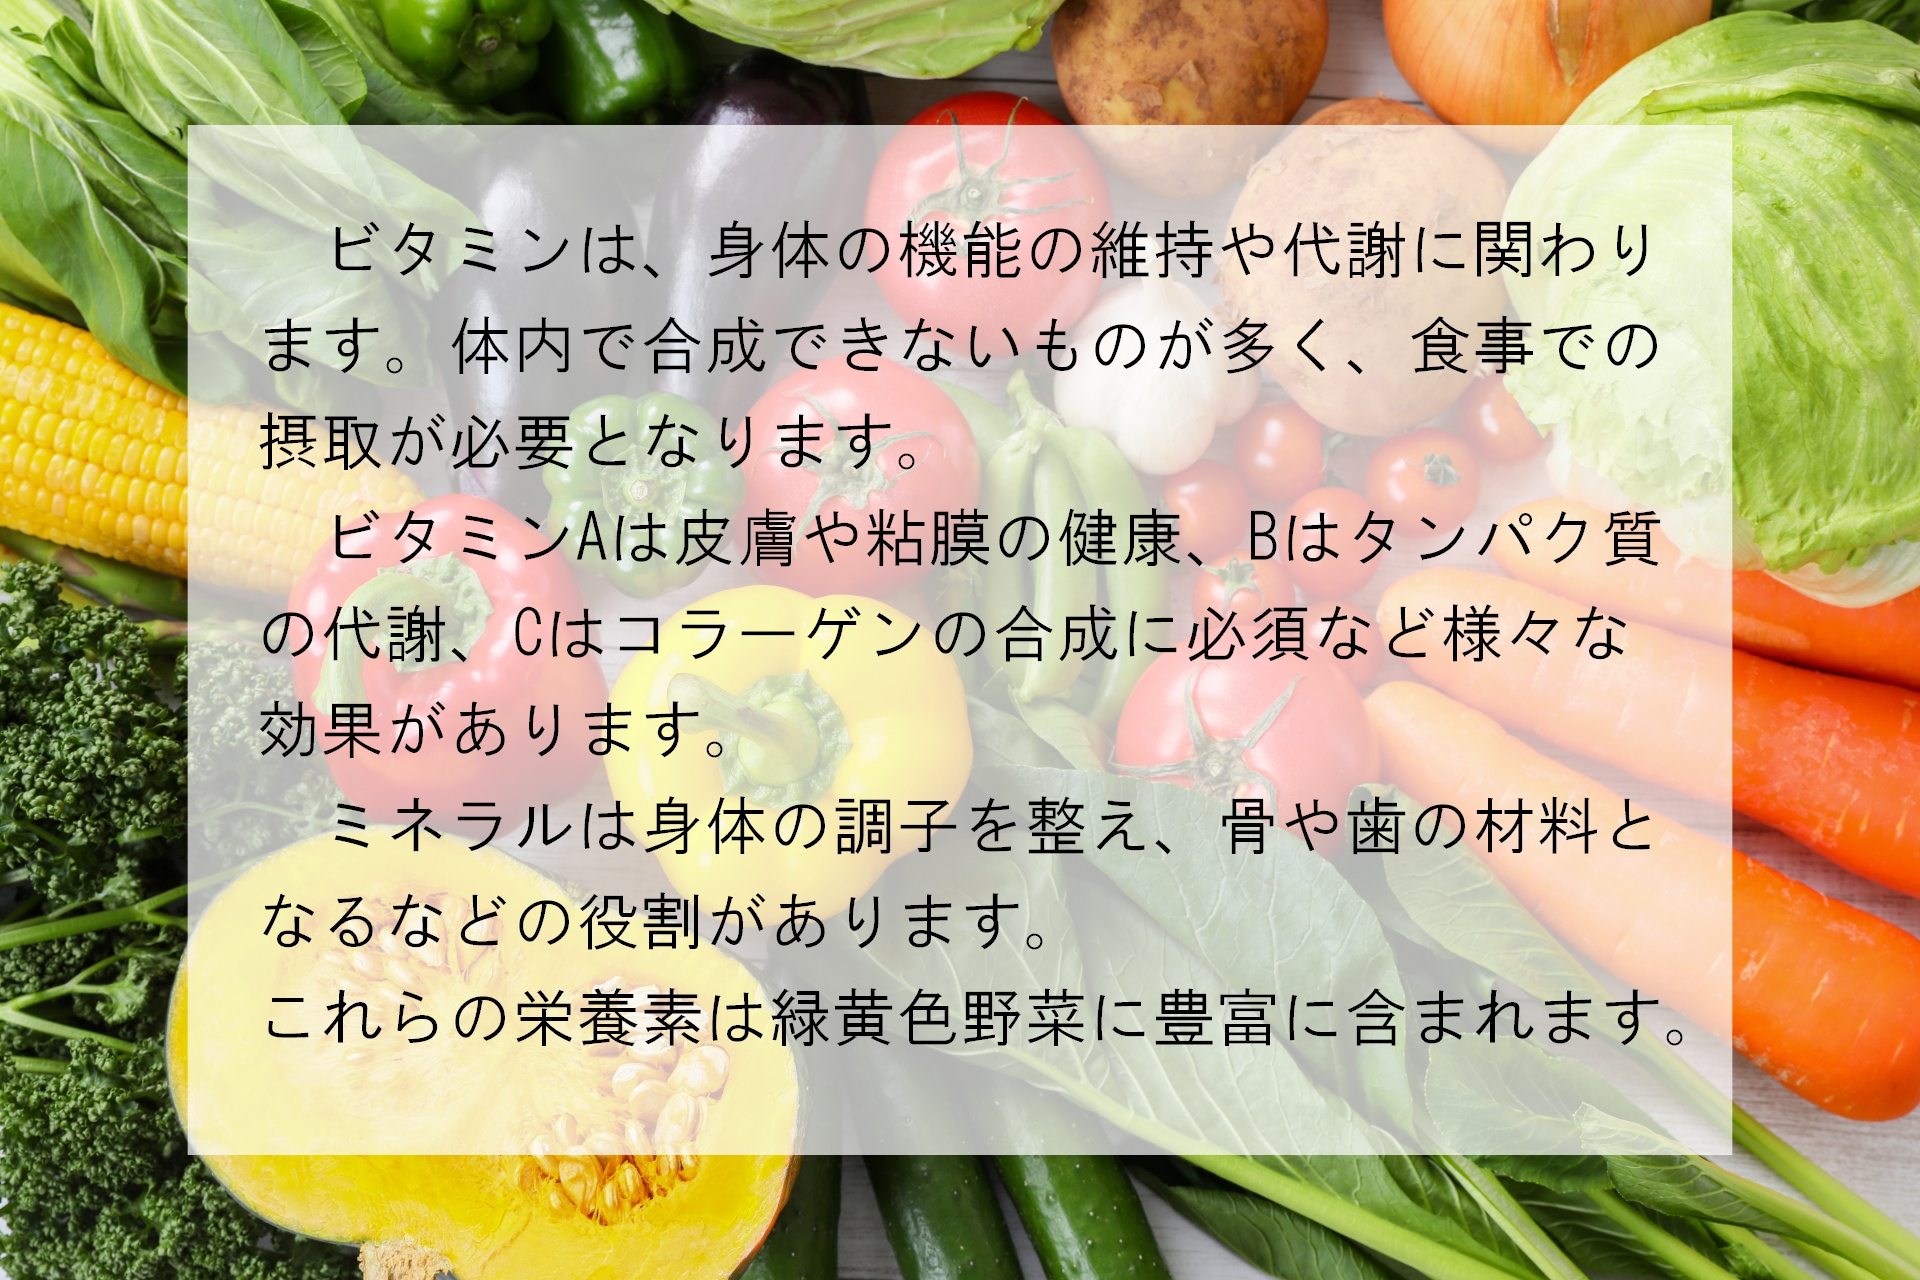 ビタミンは、身体の機能の維持や代謝に関わり
ます。体内で合成できないものが多く、食事での
摂取が必要となります。
　ビタミンAは皮膚や粘膜の健康、Bはタンパク質
の代謝、Cはコラーゲンの合成に必須など様々な
効果があります。
　ミネラルは身体の調子を整え、骨や歯の材料と
なるなどの役割があります。
これらの栄養素は緑黄色野菜に豊富に含まれます。